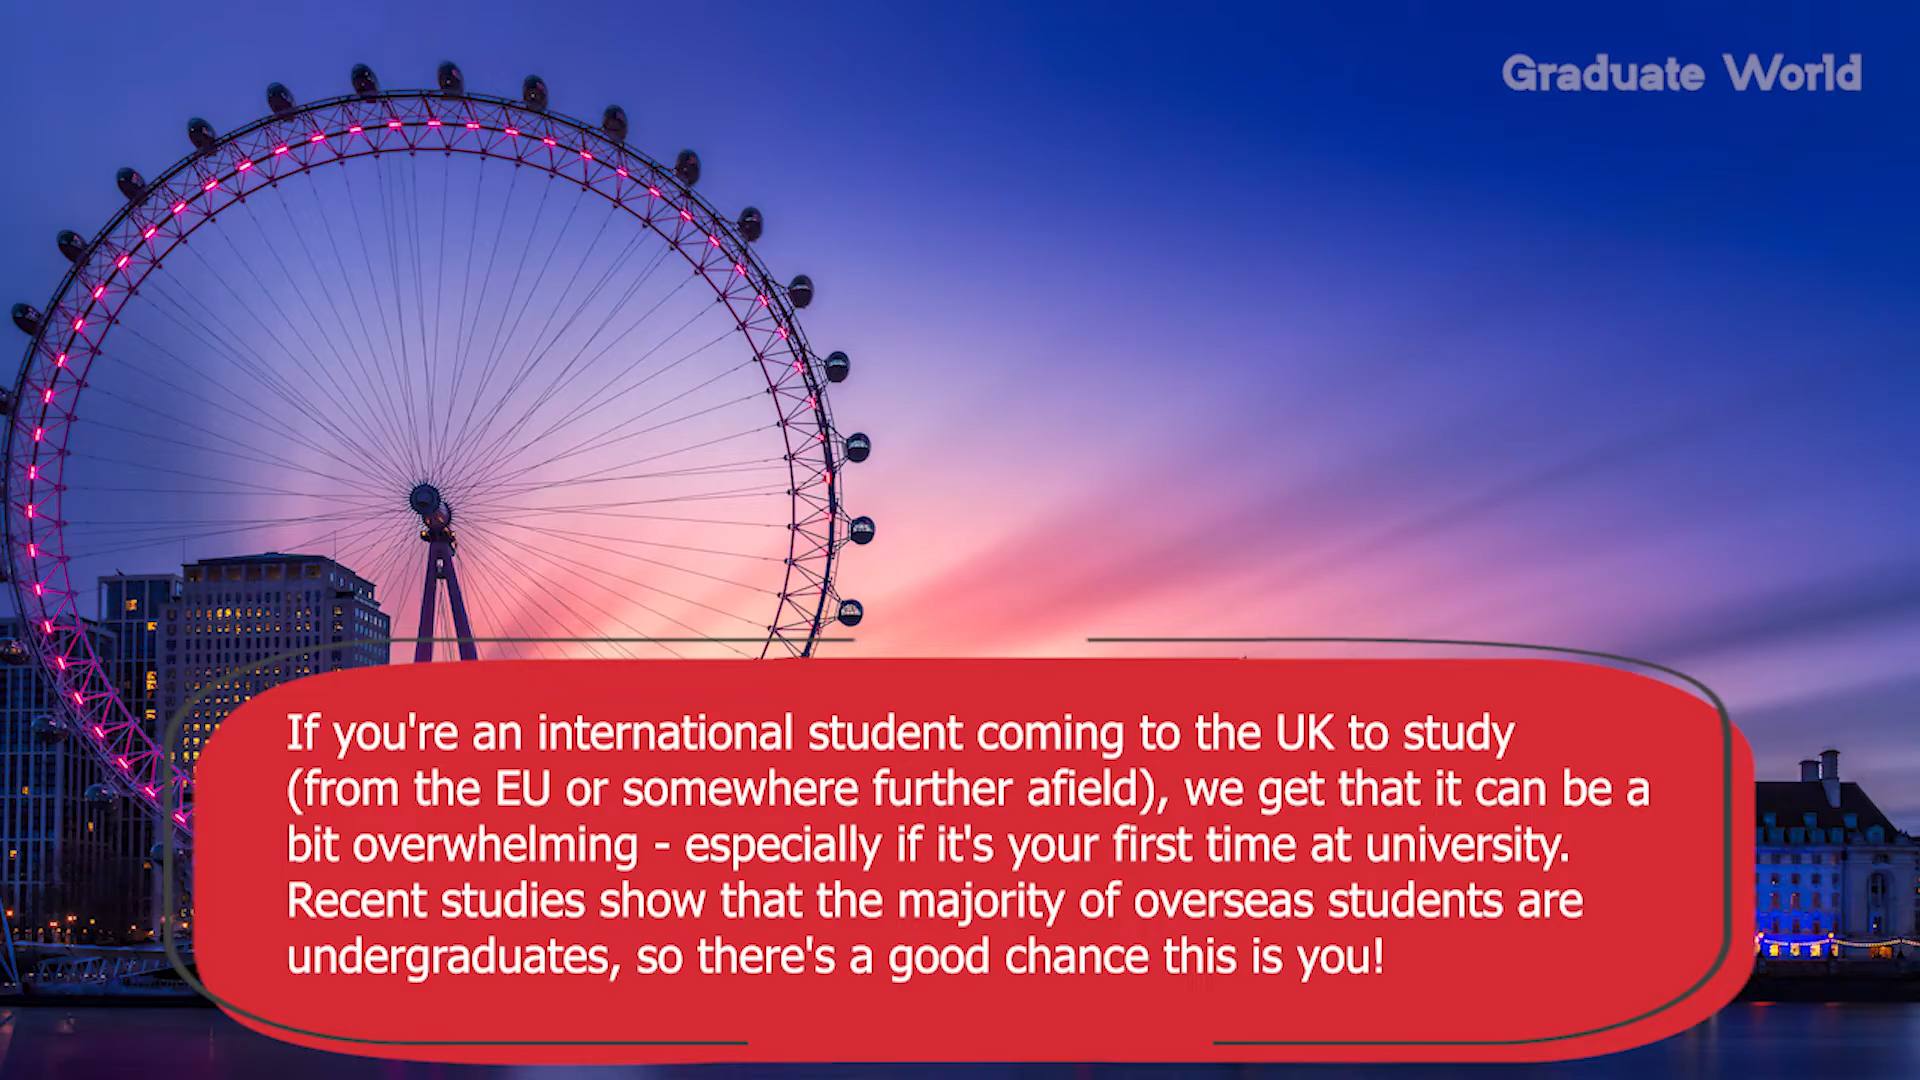 Graduate World
If you're an international student coming to the UK to study
(from the EU or somewhere further afield), we get that it can be a
bit overwhelming - especially if it's your first time at university.
Recent studies show that the majority of overseas students are
undergraduates, so there's a good chance this is you!